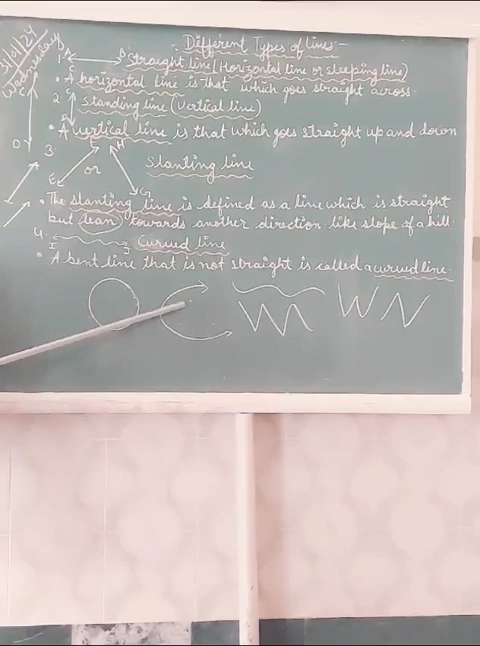 31/01/24
Wednesday
Different Types of lines:-
1. A B Straight line (Horizontal line or sleeping line)
• A horizontal line is that which goes straight across.
2. Standing line (Vertical line)
• A vertical line is that which goes straight up and down
3. or Slanting line
E H
E G
• The slanting line is defined as a line which is straight
but lean towards another direction like slope of a hill.
4. I J Curved line
• A bent line that is not straight is called a curved line.
W N